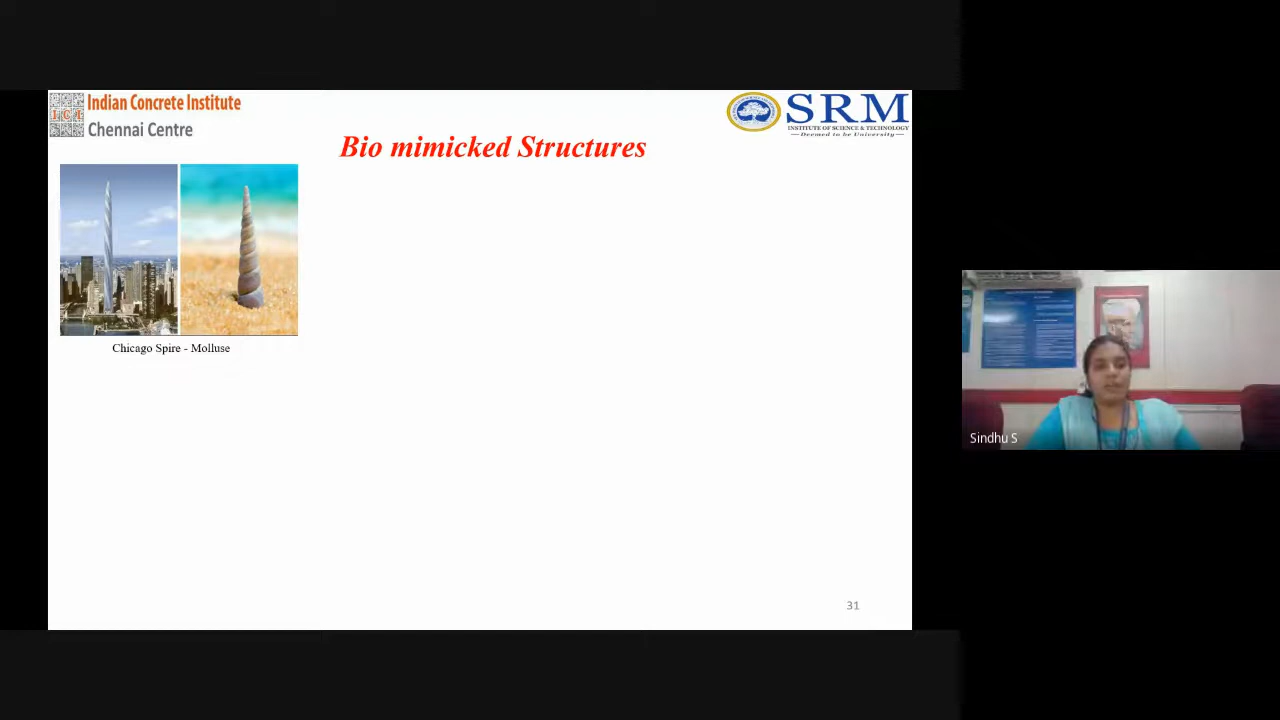 Indian Concrete Institute
Chennai Centre
ICI
SRM
INSTITUTE OF SCIENCE & TECHNOLOGY
Deemed to be University
Bio mimicked Structures
Chicago Spire - Molluse
31
Sindhu S